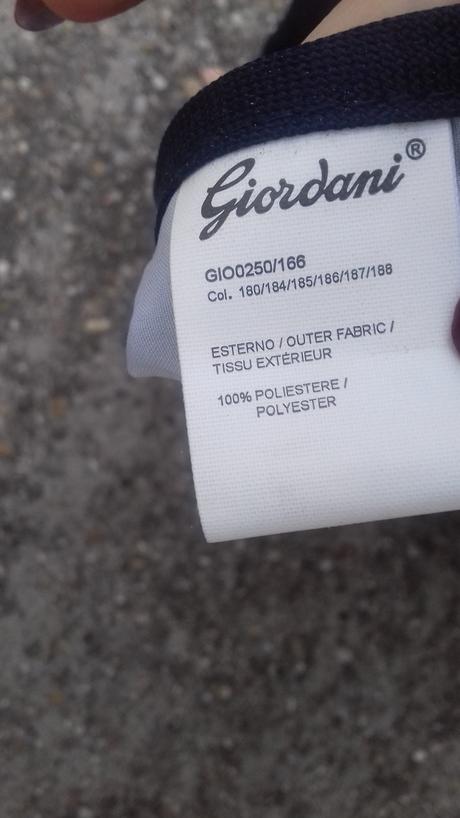 Giordani®
GIO0250/166
Col. 180/184/185/186/187/188
ESTERNO / OUTER FABRIC /
TISSU EXTÉRIEUR
100% POLIESTERE /
POLYESTER